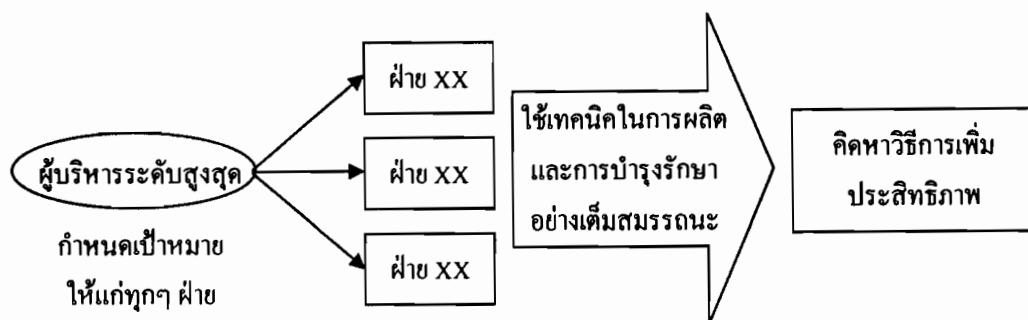 ผู้บริหารระดับสูงสุด
กำหนดเป้าหมาย
ให้แก่ทุกๆ ฝ่าย
ฝ่าย XX
ฝ่าย XX
ฝ่าย XX
ใช้เทคนิคในการผลิต
และการบำรุงรักษา
อย่างเต็มสมรรถนะ
คิดหาวิธีการเพิ่ม
ประสิทธิภาพ